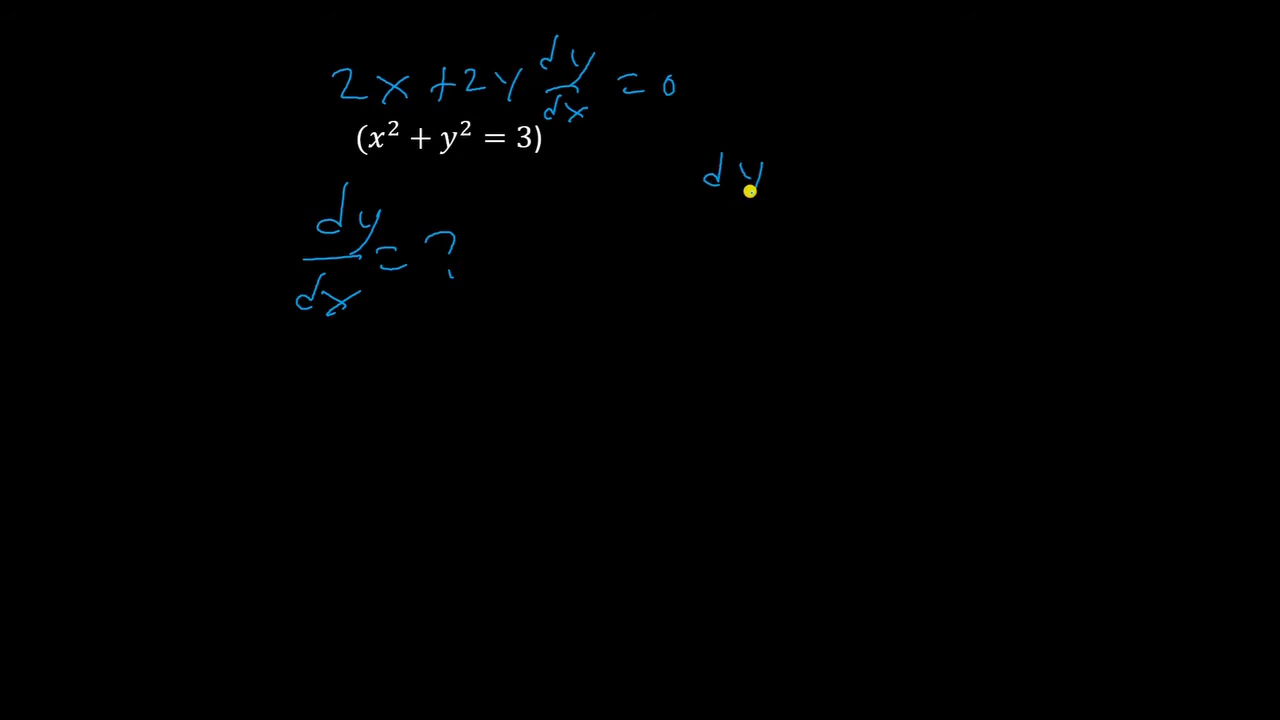 2x + 2y dy/dx = 0
(x² + y² = 3)
dy
dy/dx = ?